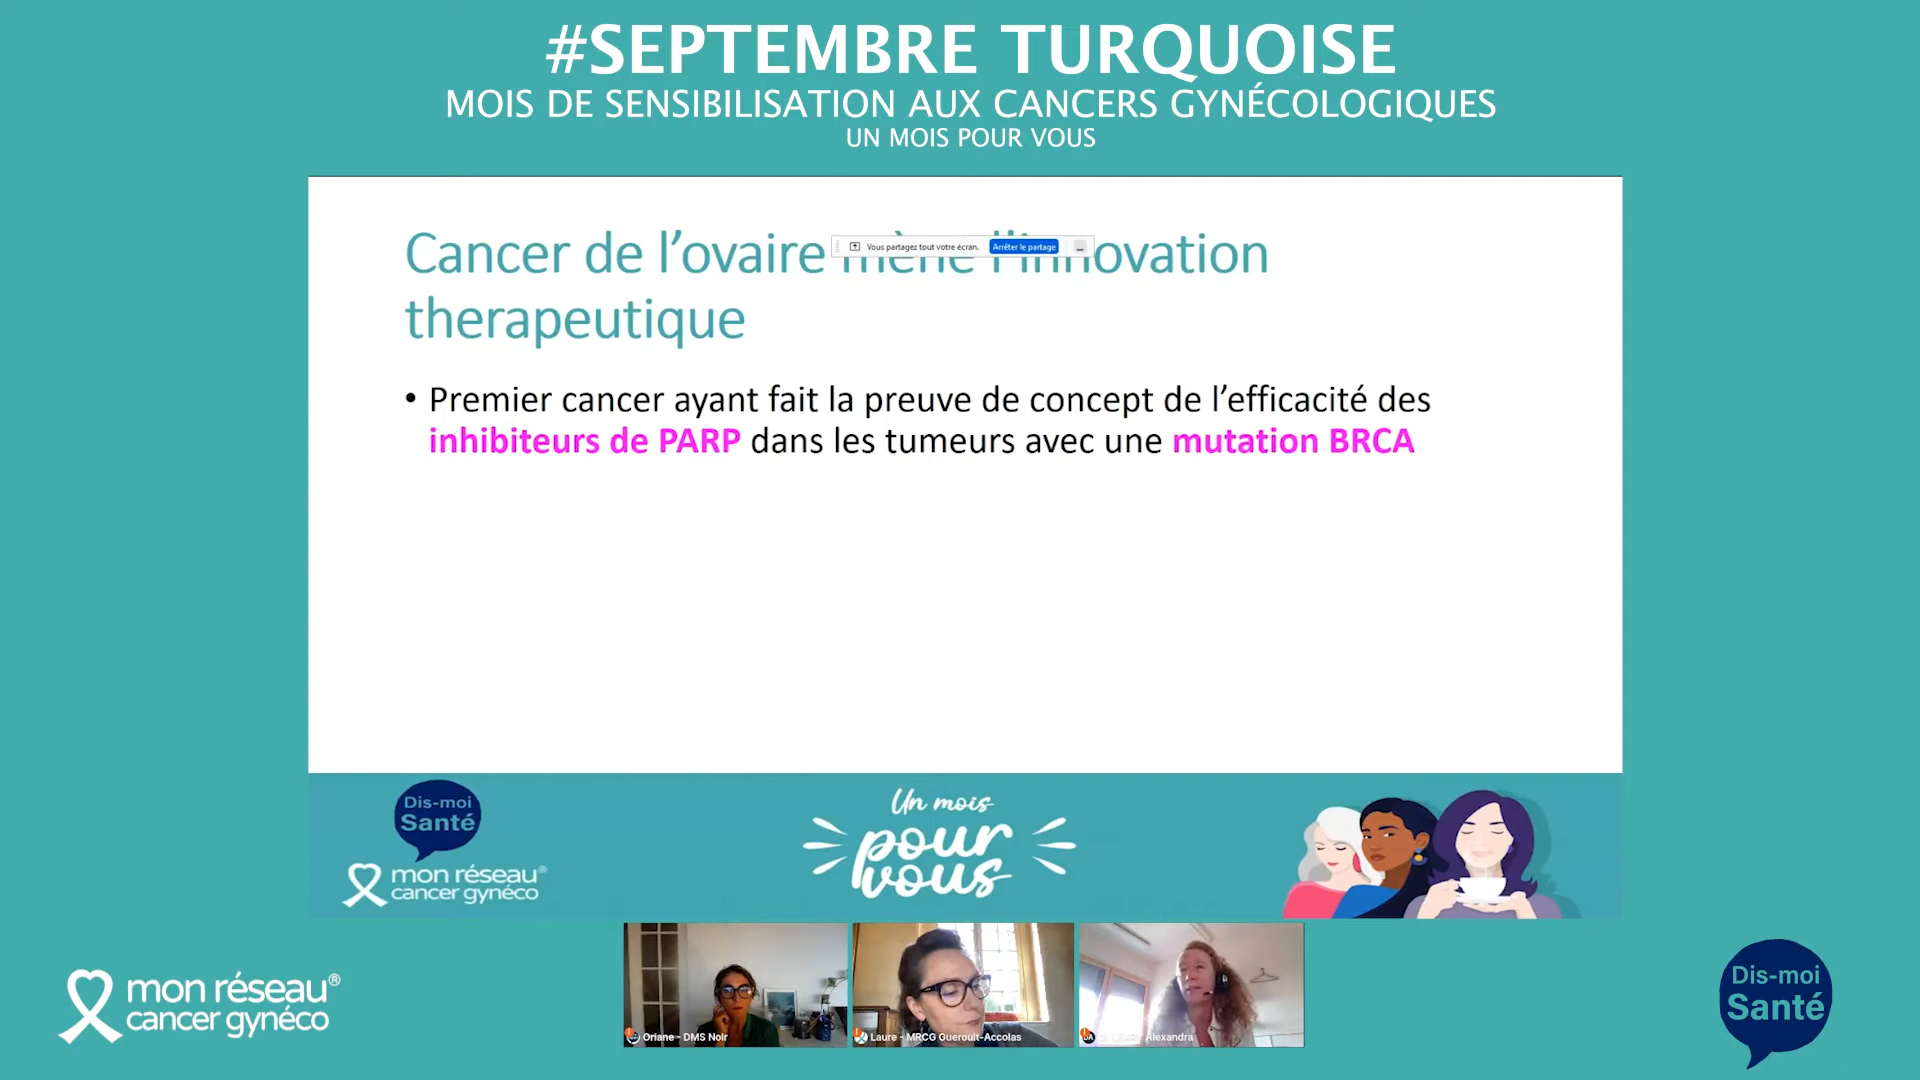 #SEPTEMBRE TURQUOISE
MOIS DE SENSIBILISATION AUX CANCERS GYNÉCOLOGIQUES
UN MOIS POUR VOUS
Vous partagez tout votre écran. Arrêter le partage
Cancer de l’ovaire mène l’innovation
therapeutique
• Premier cancer ayant fait la preuve de concept de l’efficacité des
inhibiteurs de PARP dans les tumeurs avec une mutation BRCA
Dis-moi
Santé
mon réseau®
cancer gynéco
Un mois
pour
vous
Oriane - DMS Noir
Laure - MRCG Gueroult-Accolas
Alexandra
mon réseau®
cancer gynéco
Dis-moi
Santé